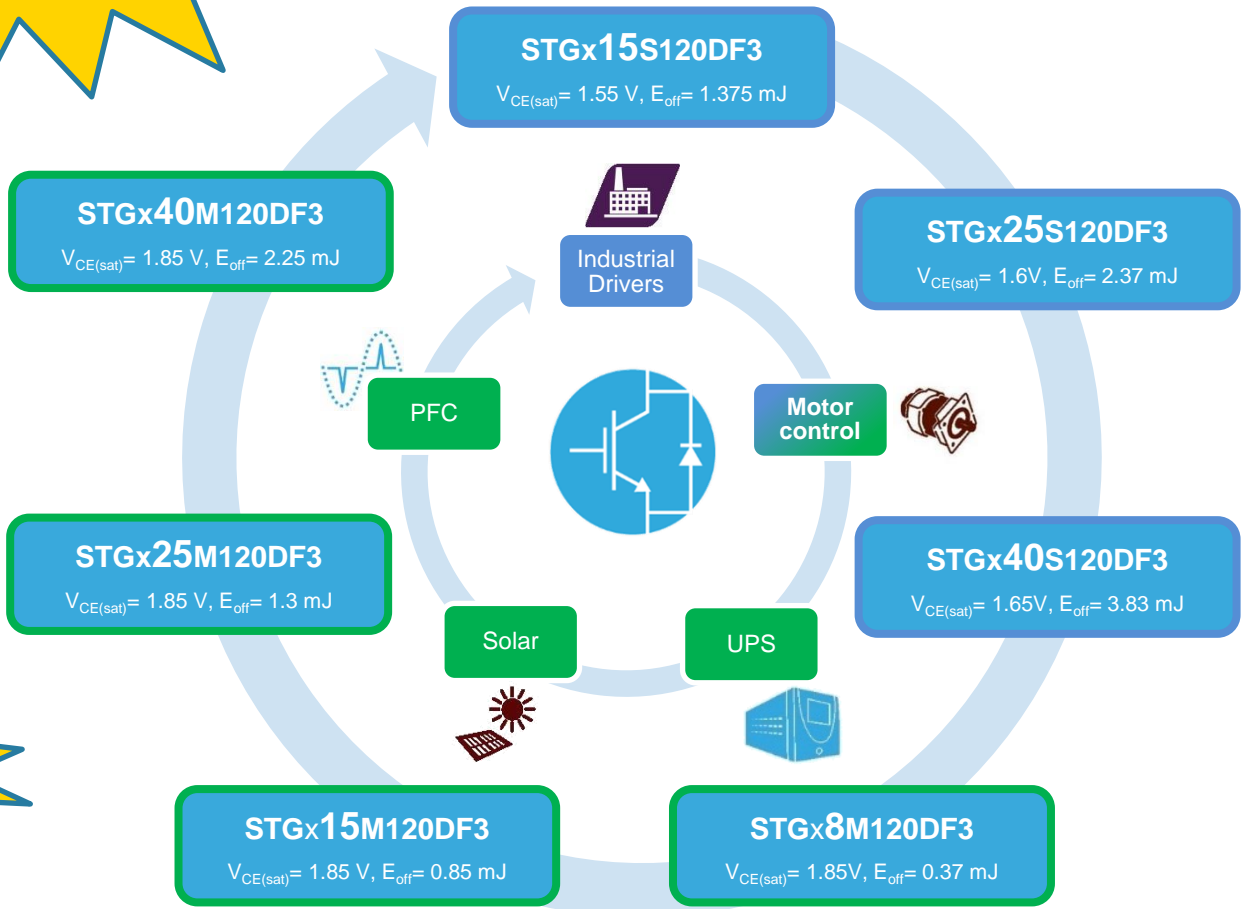 STGx15S120DF3
VCE(sat)= 1.55 V, Eoff= 1.375 mJ
STGx40M120DF3
VCE(sat)= 1.85 V, Eoff= 2.25 mJ
STGx25S120DF3
VCE(sat)= 1.6V, Eoff= 2.37 mJ
Industrial
Drivers
PFC
Motor
control
STGx25M120DF3
VCE(sat)= 1.85 V, Eoff= 1.3 mJ
STGx40S120DF3
VCE(sat)= 1.65V, Eoff= 3.83 mJ
Solar
UPS
STGx15M120DF3
VCE(sat)= 1.85 V, Eoff= 0.85 mJ
STGx8M120DF3
VCE(sat)= 1.85V, Eoff= 0.37 mJ